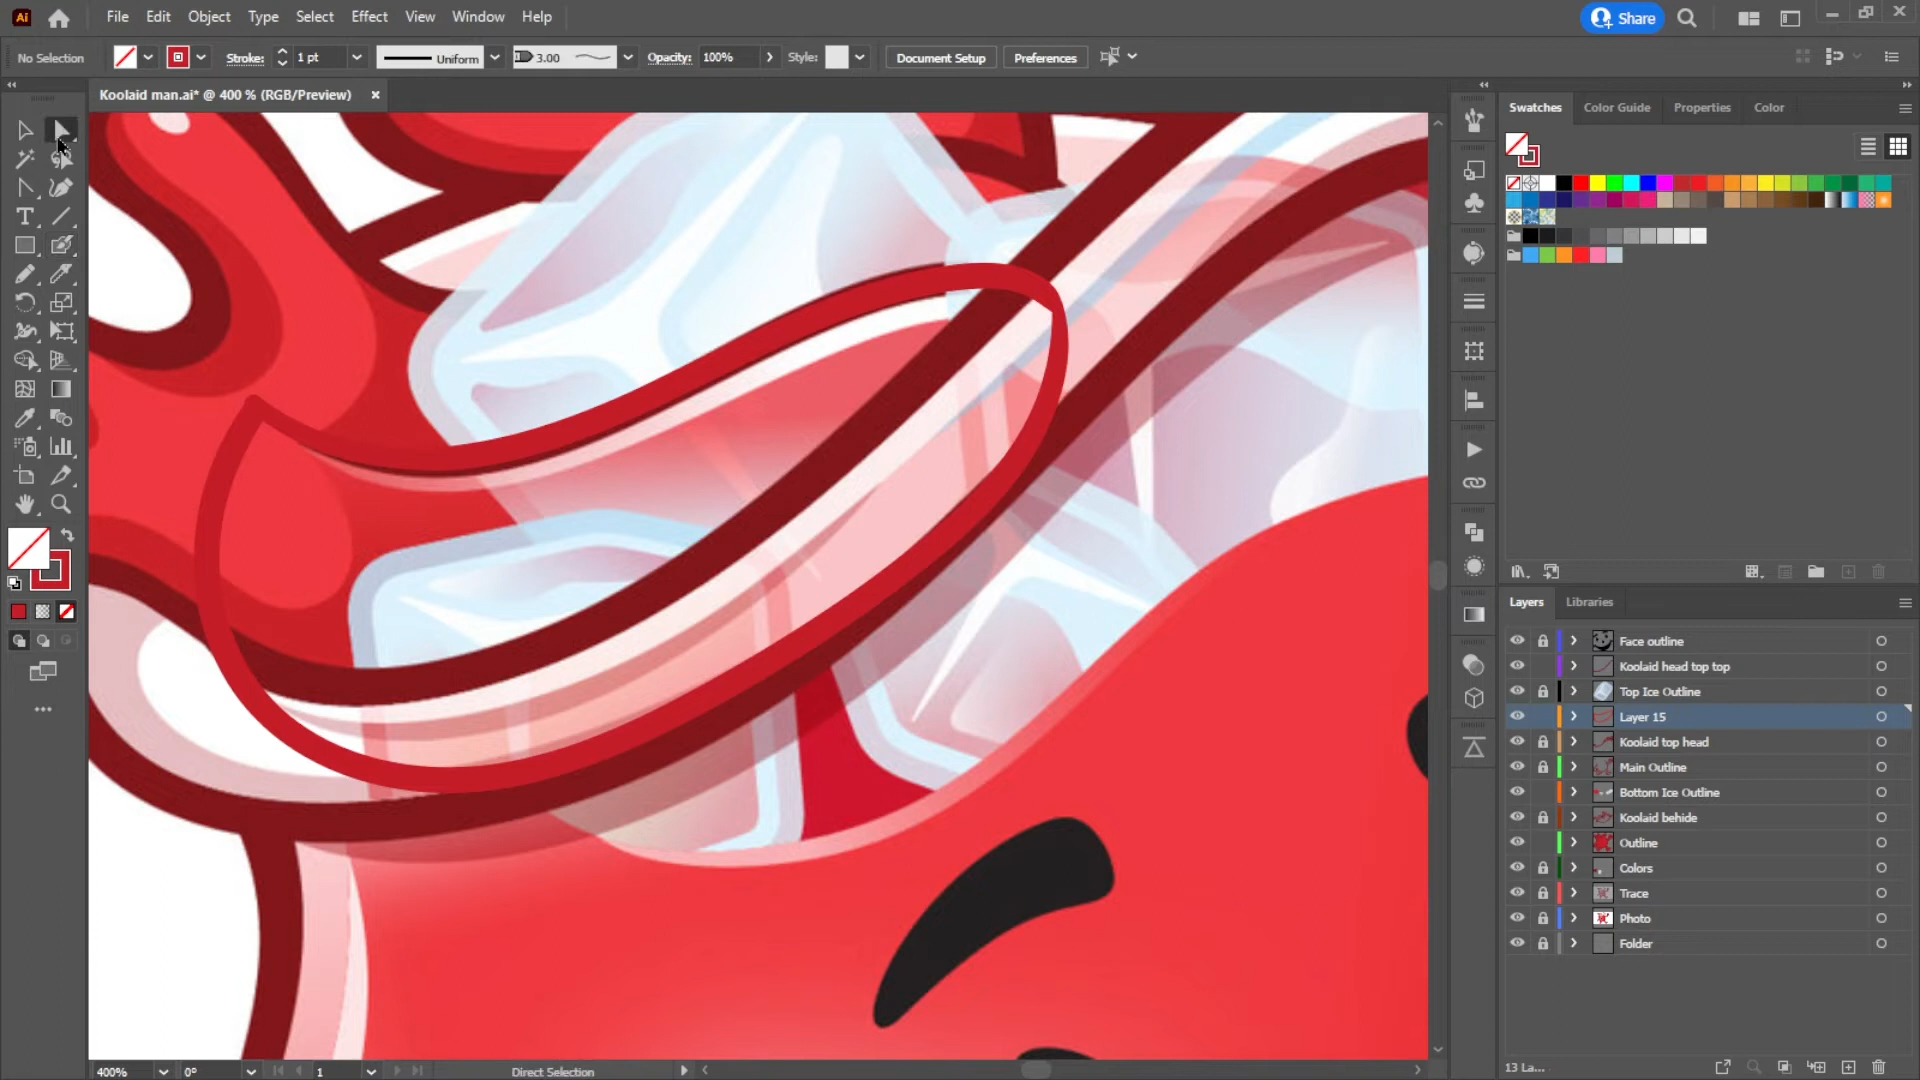 Ai File Edit Object Type Select Effect View Window Help Share
No Selection Stroke: 1 pt Uniform 3.00 Opacity: 100% Style: Document Setup Preferences
Koolaid man.ai* @ 400 % (RGB/Preview)
Swatches Color Guide Properties Color
Layers Libraries
Face outline
Koolaid head top top
Top Ice Outline
Layer 15
Koolaid top head
Main Outline
Bottom Ice Outline
Koolaid behide
Outline
Colors
Trace
Photo
Folder
400% 0° 1 Direct Selection 13 La...